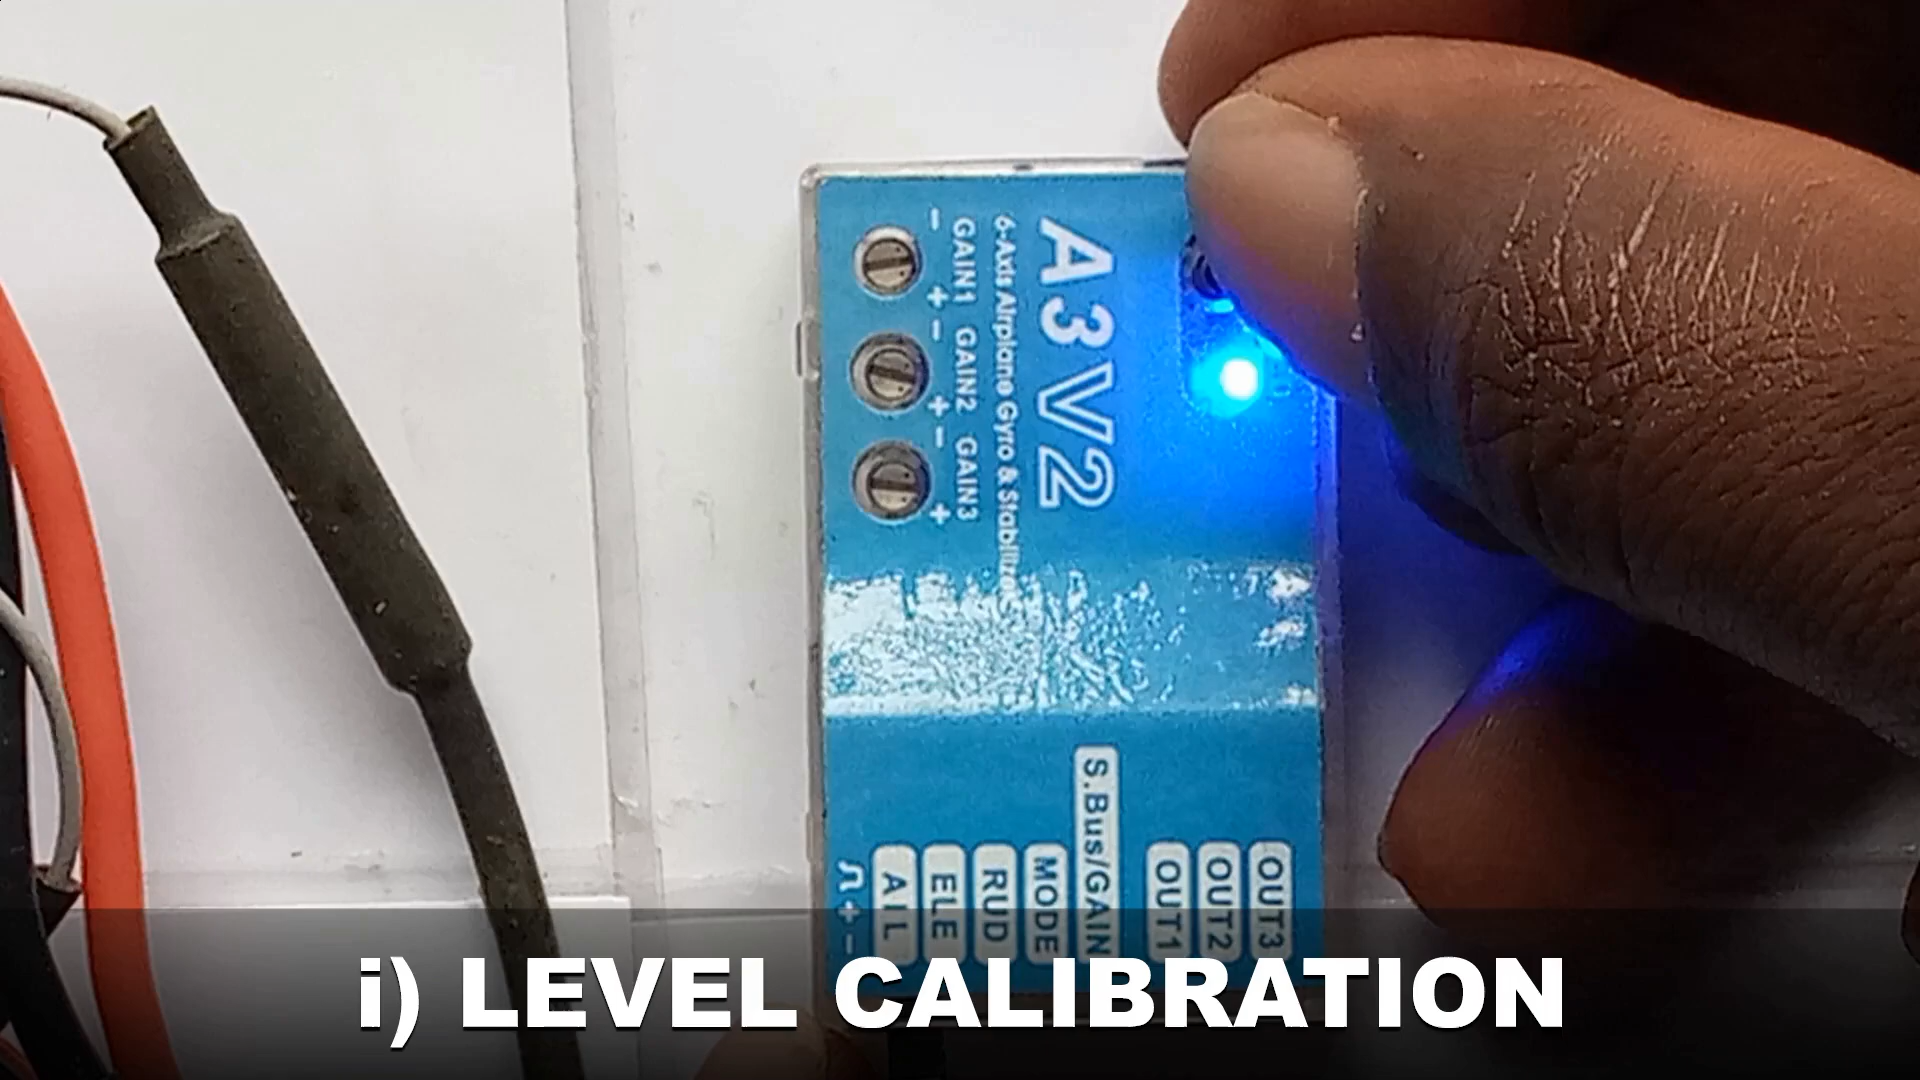 A3 V2
6-Axis Airplane Gyro & Stabilizer
- GAIN1 + - GAIN2 + - GAIN3 +
S.Bus/GAIN
OUT3
OUT2
OUT1
MODE
RUD
ELE
AIL
+ -
i) LEVEL CALIBRATION